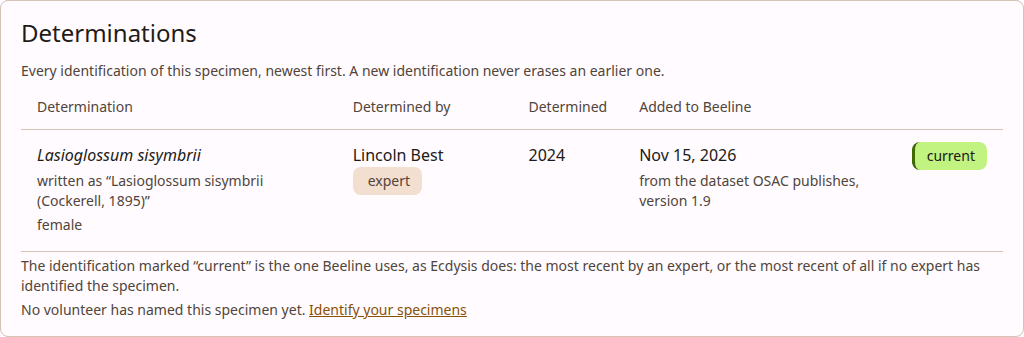 Determinations
Every identification of this specimen, newest first. A new identification never erases an earlier one.
Determination Determined by Determined Added to Beeline
Lasioglossum sisymbrii Lincoln Best 2024 Nov 15, 2026 current
expert
written as “Lasioglossum sisymbrii from the dataset OSAC publishes,
(Cockerell, 1895)” version 1.9
female
The identification marked “current” is the one Beeline uses, as Ecdysis does: the most recent by an expert, or the most recent of all if no expert has
identified the specimen.
No volunteer has named this specimen yet. Identify your specimens